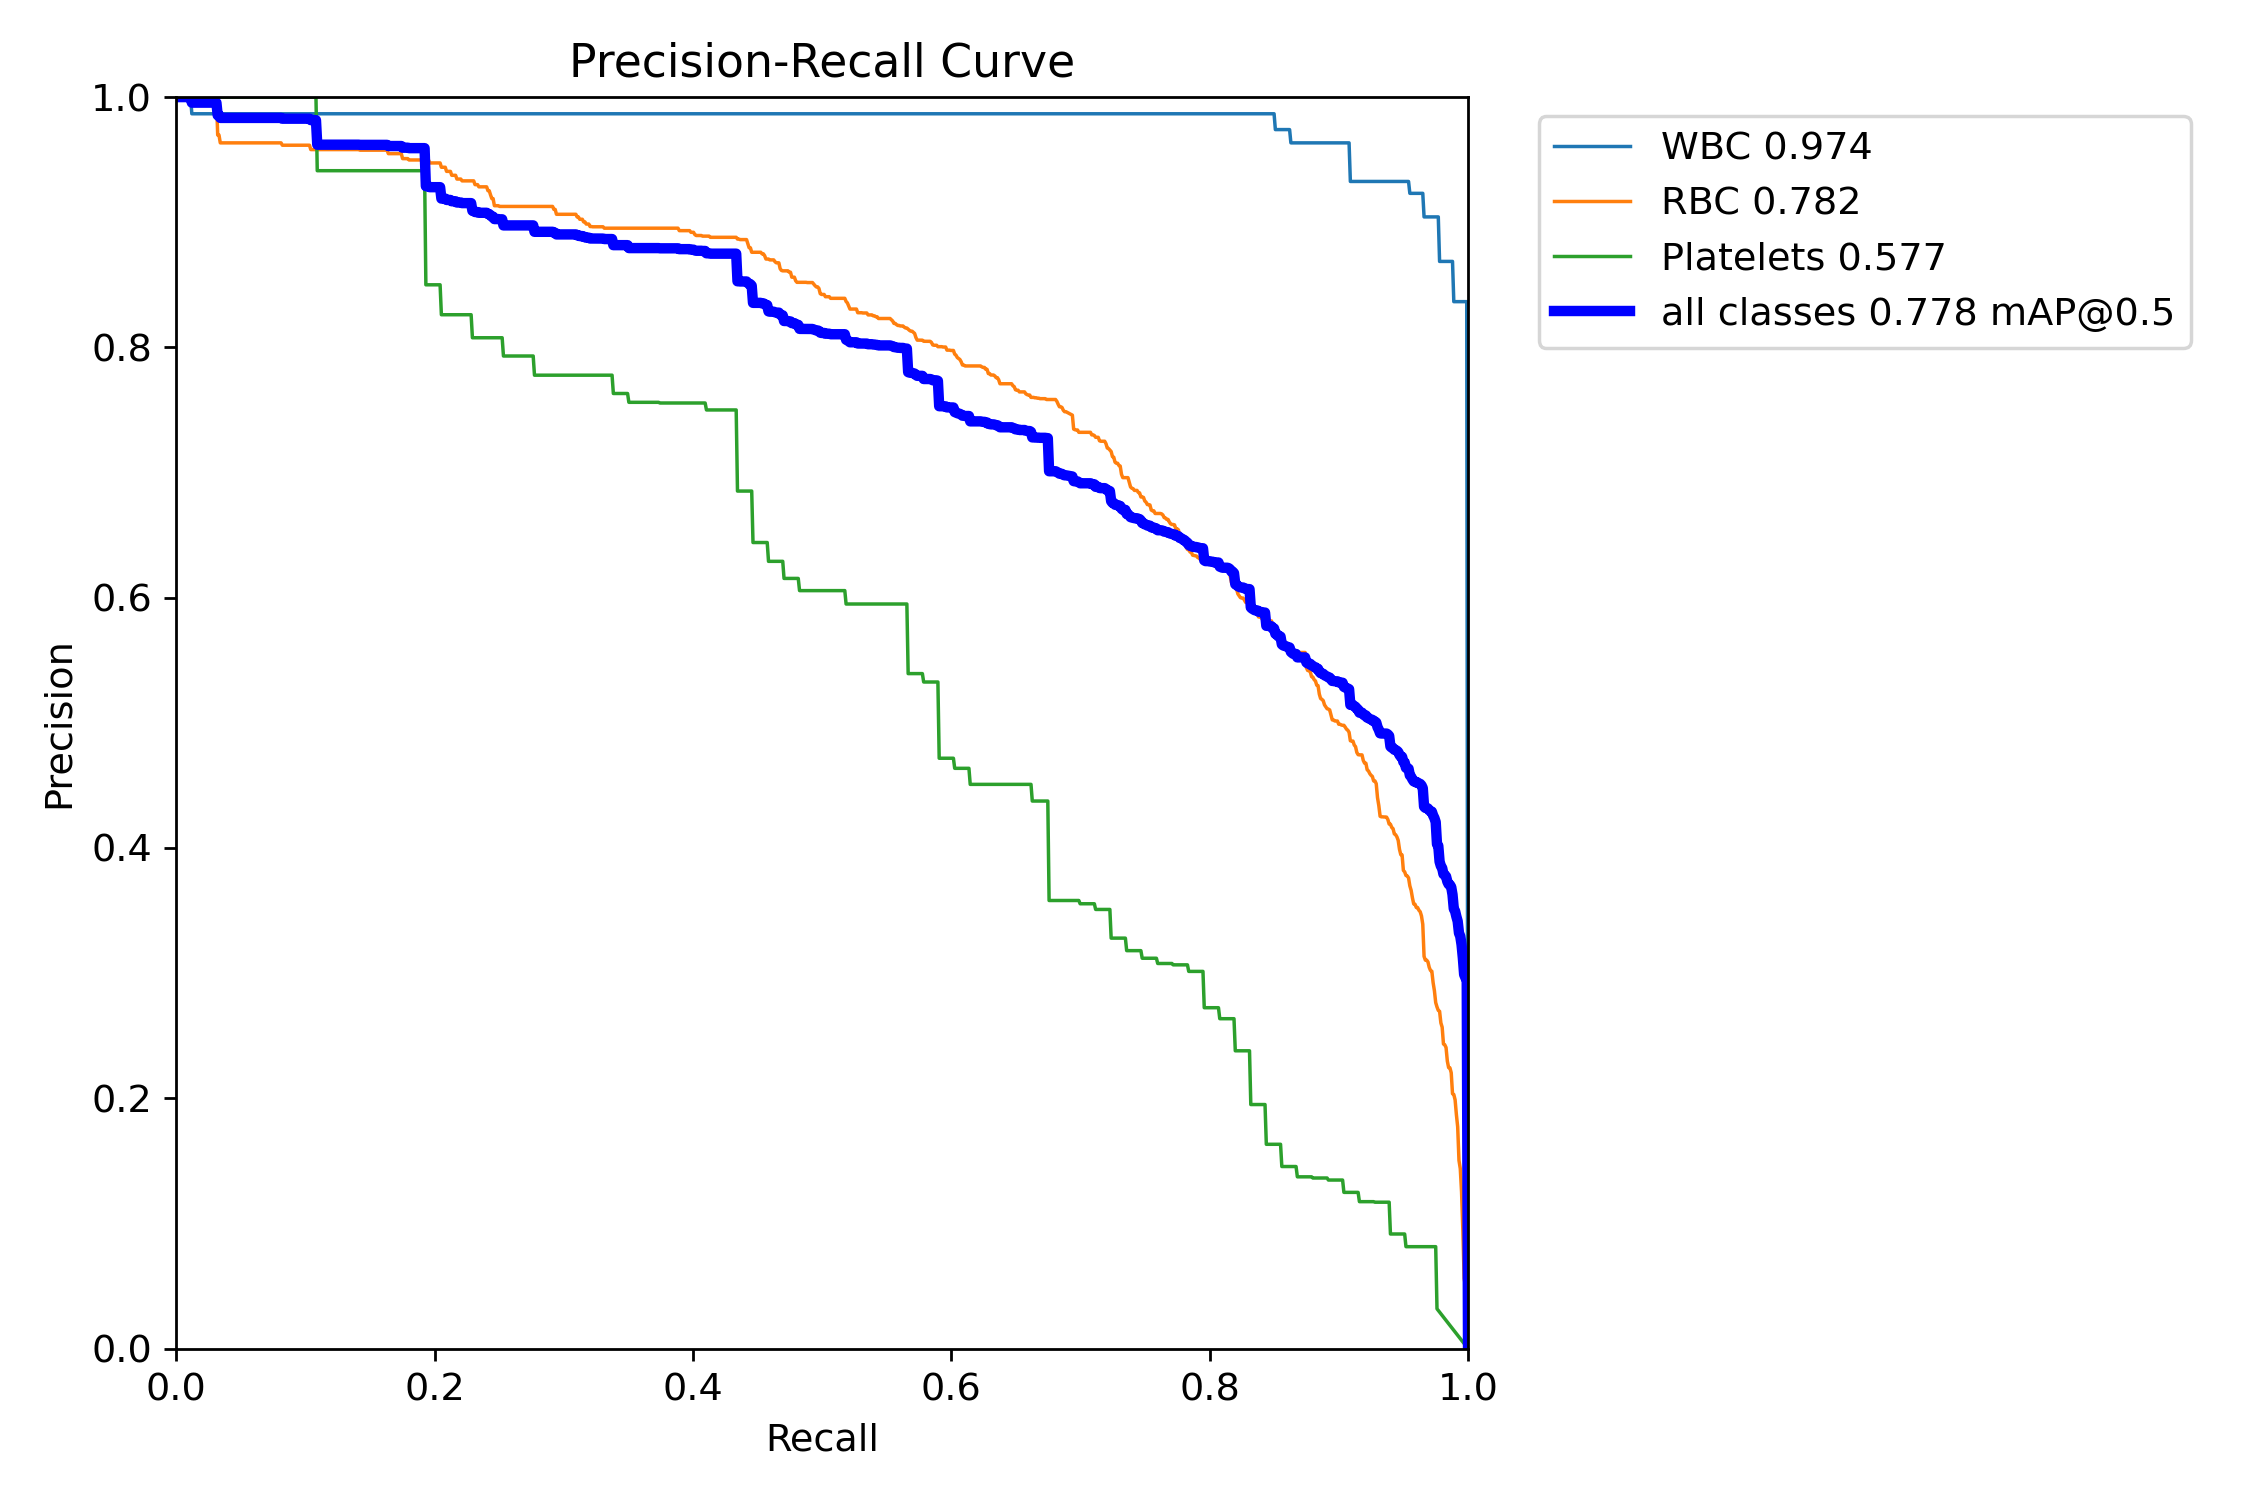 Precision-Recall Curve
1.0
0.8
0.6
0.4
0.2
0.0
Precision
0.0 0.2 0.4 0.6 0.8 1.0
Recall
WBC 0.974
RBC 0.782
Platelets 0.577
all classes 0.778 mAP@0.5